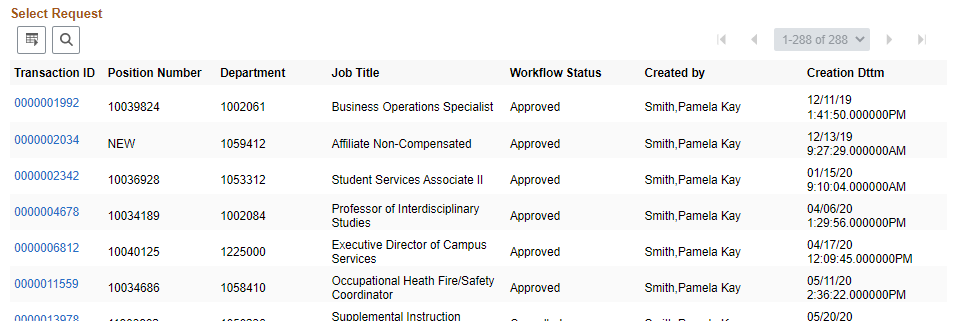 Select Request
1-288 of 288
Transaction ID Position Number Department Job Title Workflow Status Created by Creation Dttm
0000001992 10039824 1002061 Business Operations Specialist Approved Smith,Pamela Kay 12/11/19
1:41:50.000000PM
0000002034 NEW 1059412 Affiliate Non-Compensated Approved Smith,Pamela Kay 12/13/19
9:27:29.000000AM
0000002342 10036928 1053312 Student Services Associate II Approved Smith,Pamela Kay 01/15/20
9:10:04.000000AM
0000004678 10034189 1002084 Professor of Interdisciplinary Approved Smith,Pamela Kay 04/06/20
Studies 1:29:56.000000PM
0000006812 10040125 1225000 Executive Director of Campus Approved Smith,Pamela Kay 04/17/20
Services 12:09:45.000000PM
0000011559 10034686 1058410 Occupational Heath Fire/Safety Approved Smith,Pamela Kay 05/11/20
Coordinator 2:36:22.000000PM
0000013978 Supplemental Instruction 05/20/20